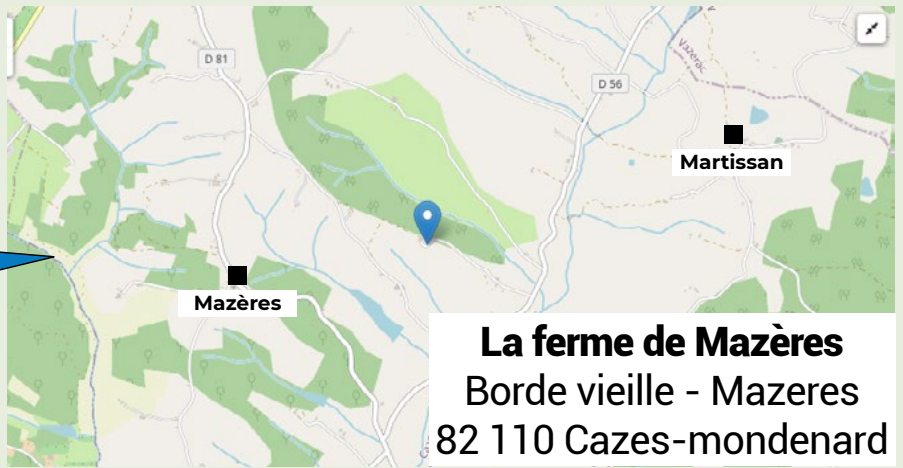 D 81
D 56
Vazerac
Martissan
Mazères
La ferme de Mazères
Borde vieille - Mazeres
82 110 Cazes-mondenard